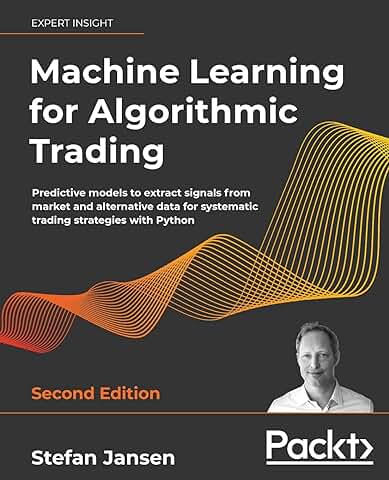 EXPERT INSIGHT
Machine Learning
for Algorithmic
Trading
Predictive models to extract signals from
market and alternative data for systematic
trading strategies with Python
Second Edition
Stefan Jansen
Packt>